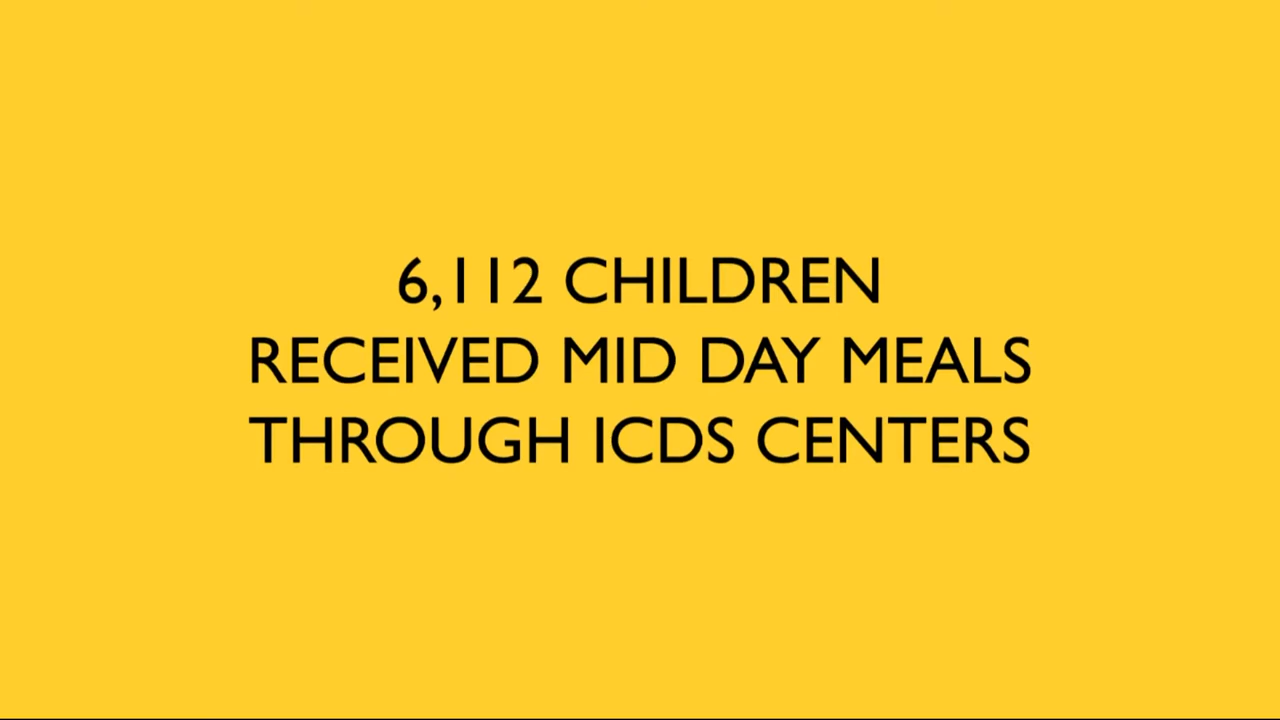 6,112 CHILDREN
RECEIVED MID DAY MEALS
THROUGH ICDS CENTERS